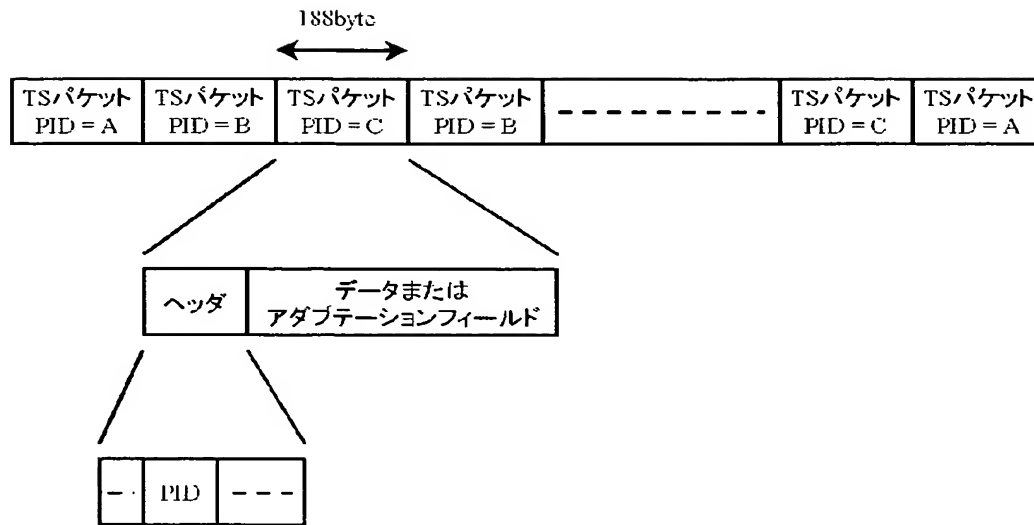 188byte
TSパケット
PID = A
TSパケット
PID = B
TSパケット
PID = C
TSパケット
PID = B
TSパケット
PID = C
TSパケット
PID = A
ヘッダ
データまたは
アダプテーションフィールド
PID